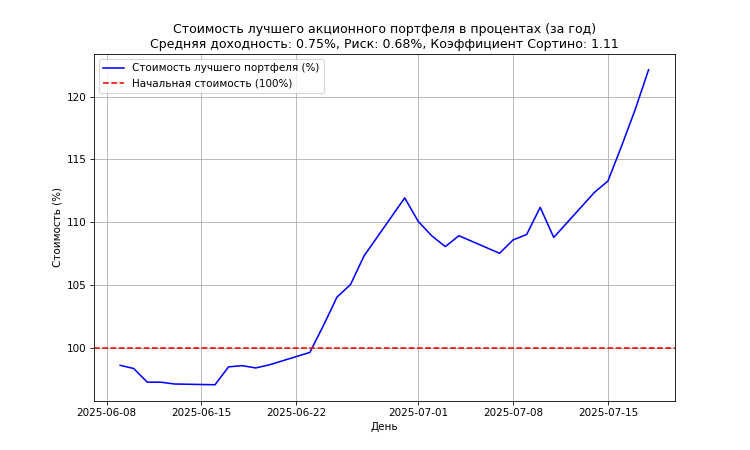 Стоимость лучшего акционного портфеля в процентах (за год)
Средняя доходность: 0.75%, Риск: 0.68%, Коэффициент Сортино: 1.11
Стоимость лучшего портфеля (%)
Начальная стоимость (100%)
Стоимость (%)
120
115
110
105
100
2025-06-08
2025-06-15
2025-06-22
2025-07-01
2025-07-08
2025-07-15
День